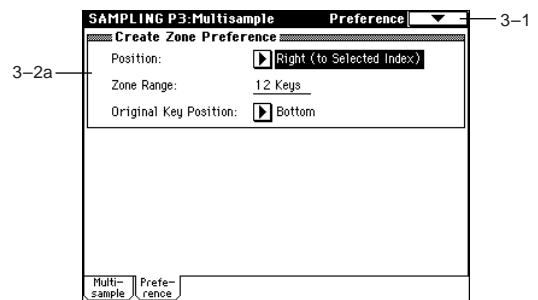 SAMPLING P3:Multisample Preference
3–1
Create Zone Preference
3–2a
Position: Right (to Selected Index)
Zone Range: 12 Keys
Original Key Position: Bottom
Multi– Prefe–
sample rence